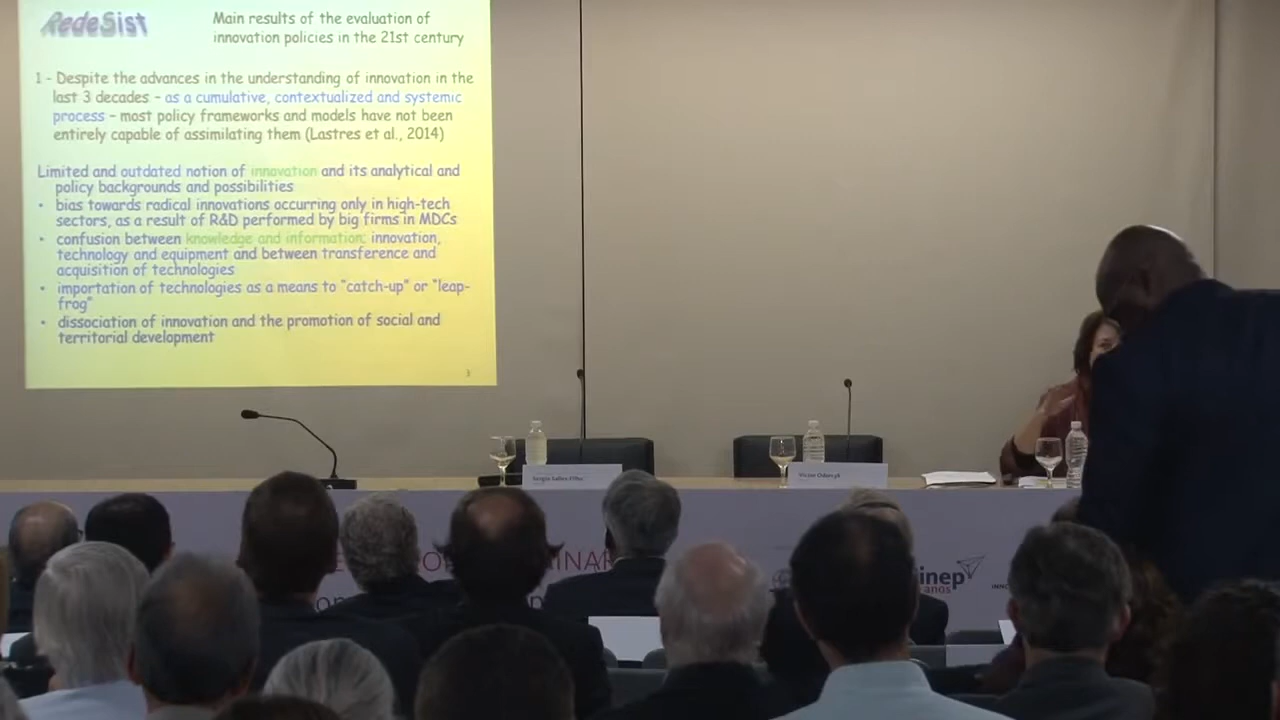 RedeSist
Main results of the evaluation of
innovation policies in the 21st century
1 - Despite the advances in the understanding of innovation in the
last 3 decades – as a cumulative, contextualized and systemic
process – most policy frameworks and models have not been
entirely capable of assimilating them (Lastres et al., 2014)
Limited and outdated notion of innovation and its analytical and
policy backgrounds and possibilities
• bias towards radical innovations occurring only in high-tech
sectors, as a result of R&D performed by big firms in MDCs
• confusion between knowledge and information; innovation,
technology and equipment and between transference and
acquisition of technologies
• importation of technologies as a means to “catch-up” or “leap-
frog”
• dissociation of innovation and the promotion of social and
territorial development
3
inep
anos